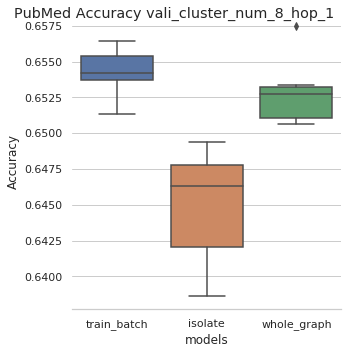 PubMed Accuracy vali_cluster_num_8_hop_1
0.6575
0.6550
0.6525
0.6500
0.6475
0.6450
0.6425
0.6400
Accuracy
train_batch isolate whole_graph
models